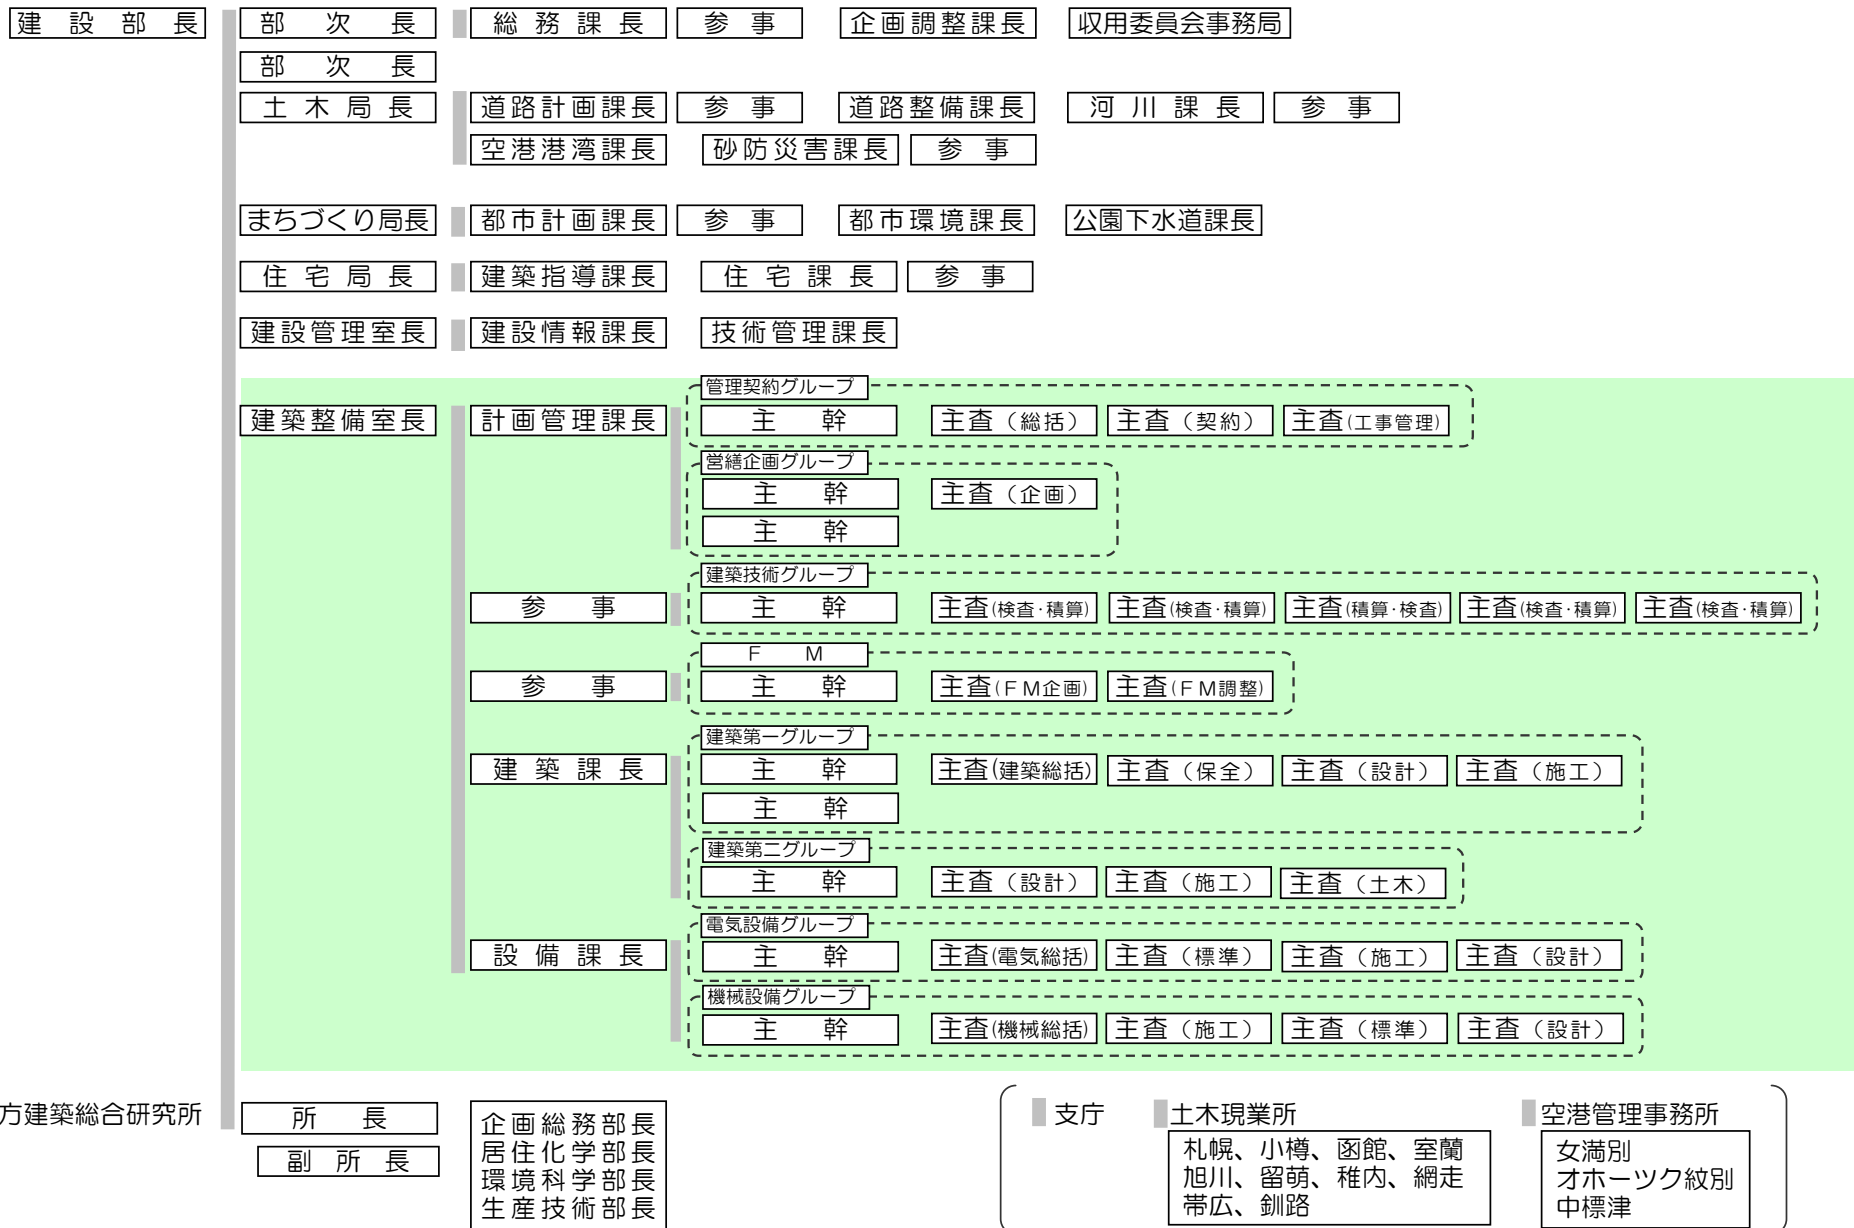 建設部長 部次長 総務課長 参事 企画調整課長 収用委員会事務局
部次長
土木局長 道路計画課長 参事 道路整備課長 河川課長 参事
空港港湾課長 砂防災害課長 参事
まちづくり局長 都市計画課長 参事 都市環境課長 公園下水道課長
住宅局長 建築指導課長 住宅課長 参事
建設管理室長 建設情報課長 技術管理課長
管理契約グループ
建築整備室長 計画管理課長 主幹 主査（総括） 主査（契約） 主査(工事管理)
営繕企画グループ
主幹 主査（企画）
主幹
建築技術グループ
参事 主幹 主査(検査・積算) 主査(検査・積算) 主査(積算・検査) 主査(検査・積算) 主査(検査・積算)
ＦＭ
参事 主幹 主査(ＦＭ企画) 主査(ＦＭ調整)
建築第一グループ
建築課長 主幹 主査(建築総括) 主査（保全） 主査（設計） 主査（施工）
主幹
建築第二グループ
主幹 主査（設計） 主査（施工） 主査（土木）
電気設備グループ
設備課長 主幹 主査(電気総括) 主査（標準） 主査（施工） 主査（設計）
機械設備グループ
主幹 主査(機械総括) 主査（施工） 主査（標準） 主査（設計）
方建築総合研究所 所長
副所長
企画総務部長
居住化学部長
環境科学部長
生産技術部長
支庁 土木現業所 空港管理事務所
札幌、小樽、函館、室蘭
旭川、留萌、稚内、網走
帯広、釧路
女満別
オホーツク紋別
中標津